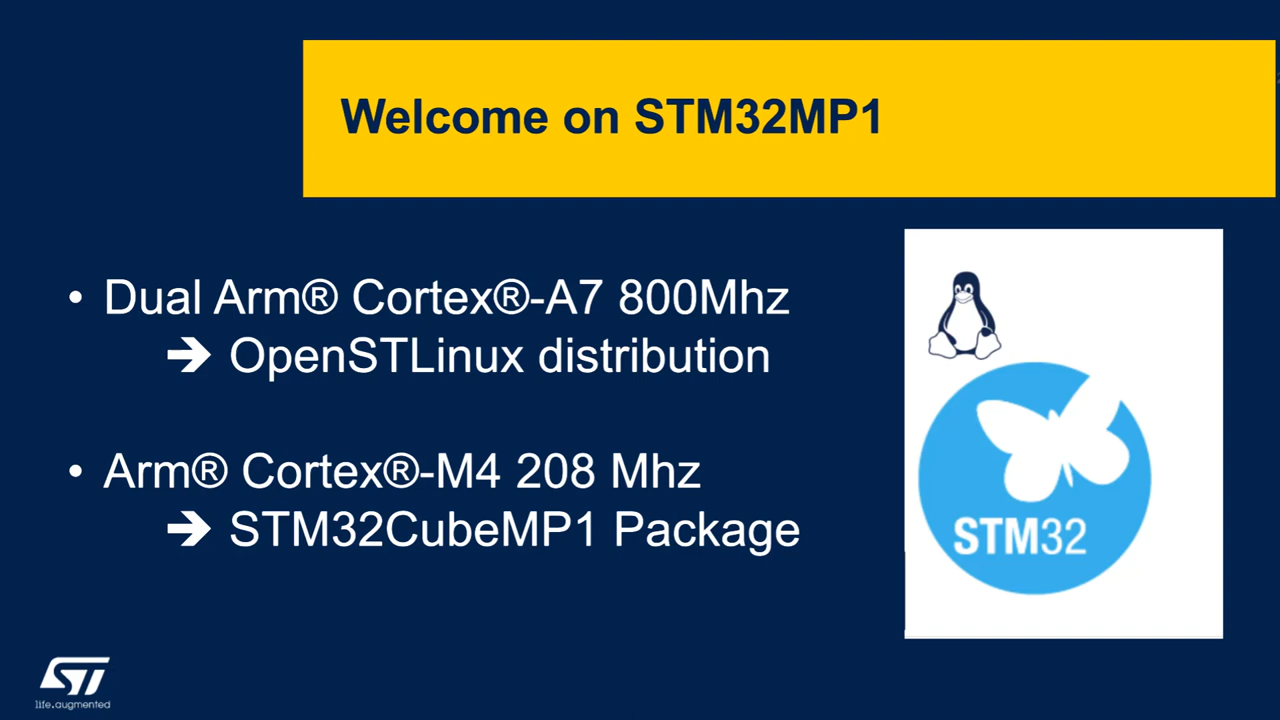 Welcome on STM32MP1
• Dual Arm® Cortex®-A7 800Mhz
➔ OpenSTLinux distribution
• Arm® Cortex®-M4 208 Mhz
➔ STM32CubeMP1 Package
STM32
ST
life.augmented